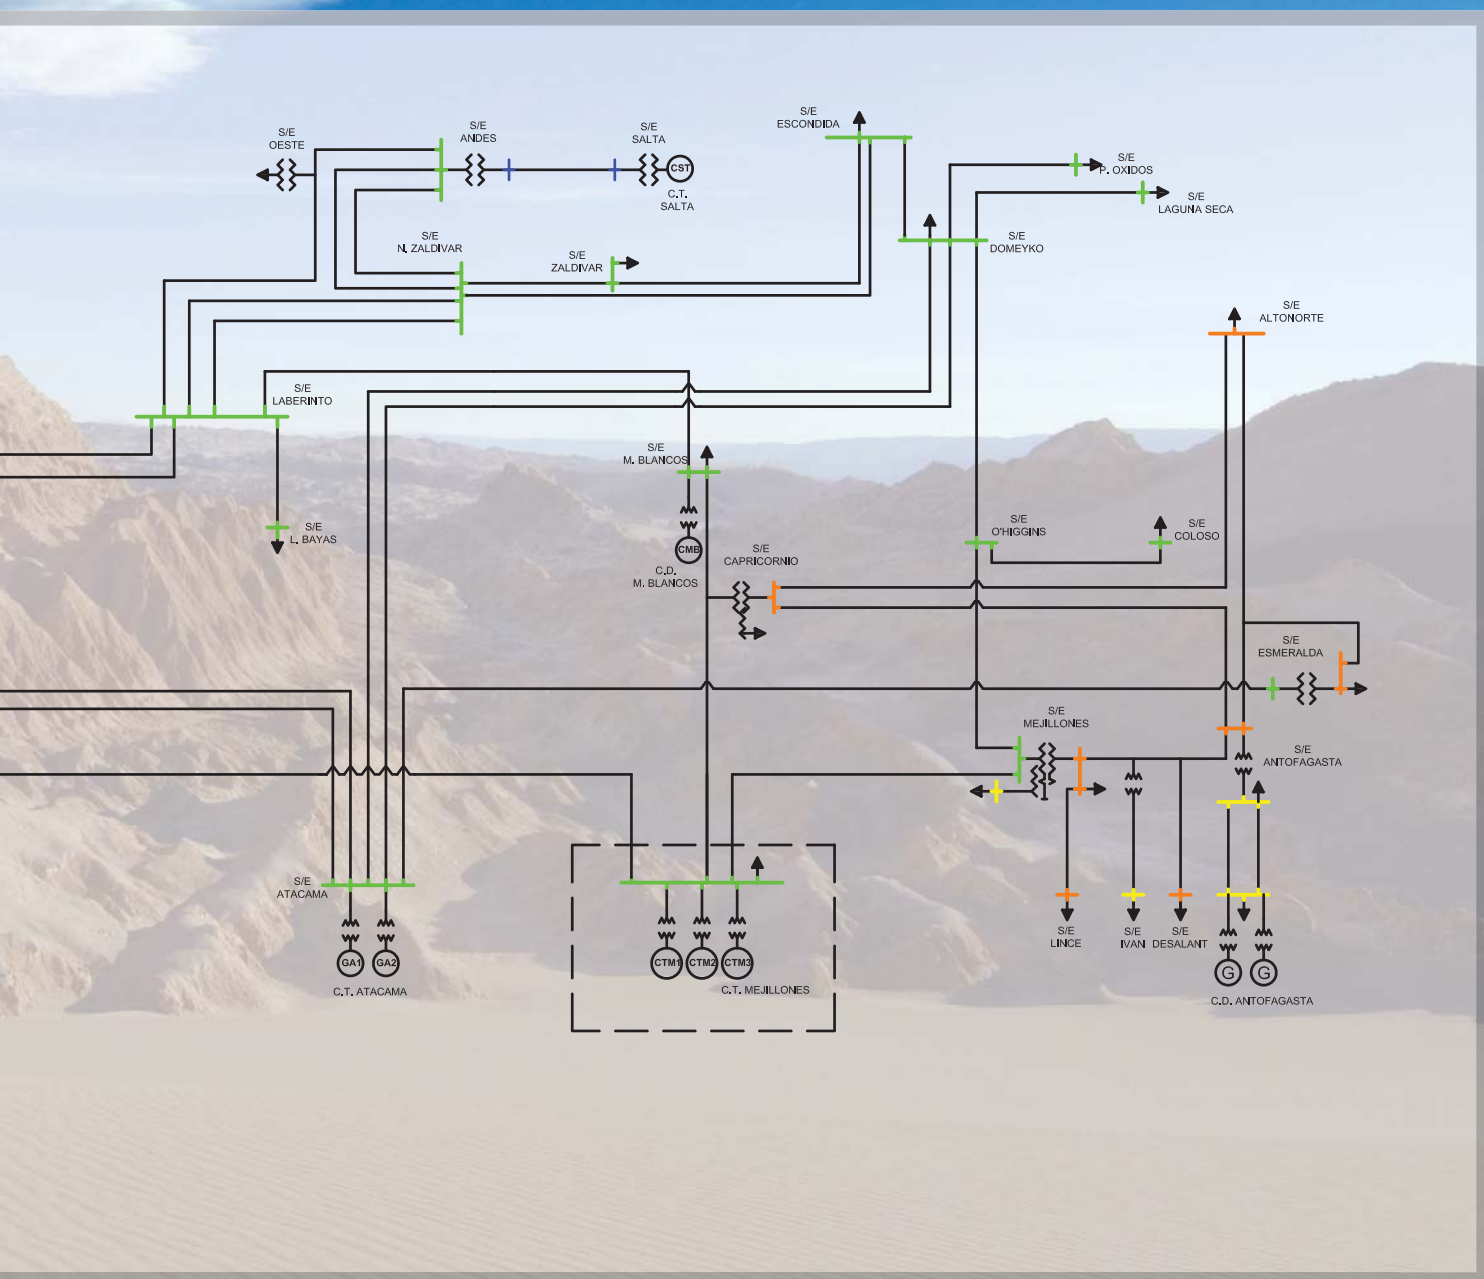 S/E
ESCONDIDA
S/E
OESTE
S/E
ANDES
S/E
SALTA
CST
C.T.
SALTA
S/E
P. OXIDOS
S/E
LAGUNA SECA
S/E
N. ZALDIVAR
S/E
ZALDIVAR
S/E
DOMEYKO
S/E
ALTONORTE
S/E
LABERINTO
S/E
M. BLANCOS
S/E
L. BAYAS
CMB
C.D.
M. BLANCOS
S/E
CAPRICORNIO
S/E
O'HIGGINS
S/E
COLOSO
S/E
ESMERALDA
S/E
MEJILLONES
S/E
ANTOFAGASTA
S/E
ATACAMA
GA1
GA2
C.T. ATACAMA
CTM1
CTM2
CTM3
C.T. MEJILLONES
S/E
LINCE
S/E
IVAN
S/E
DESALANT
G
G
C.D. ANTOFAGASTA